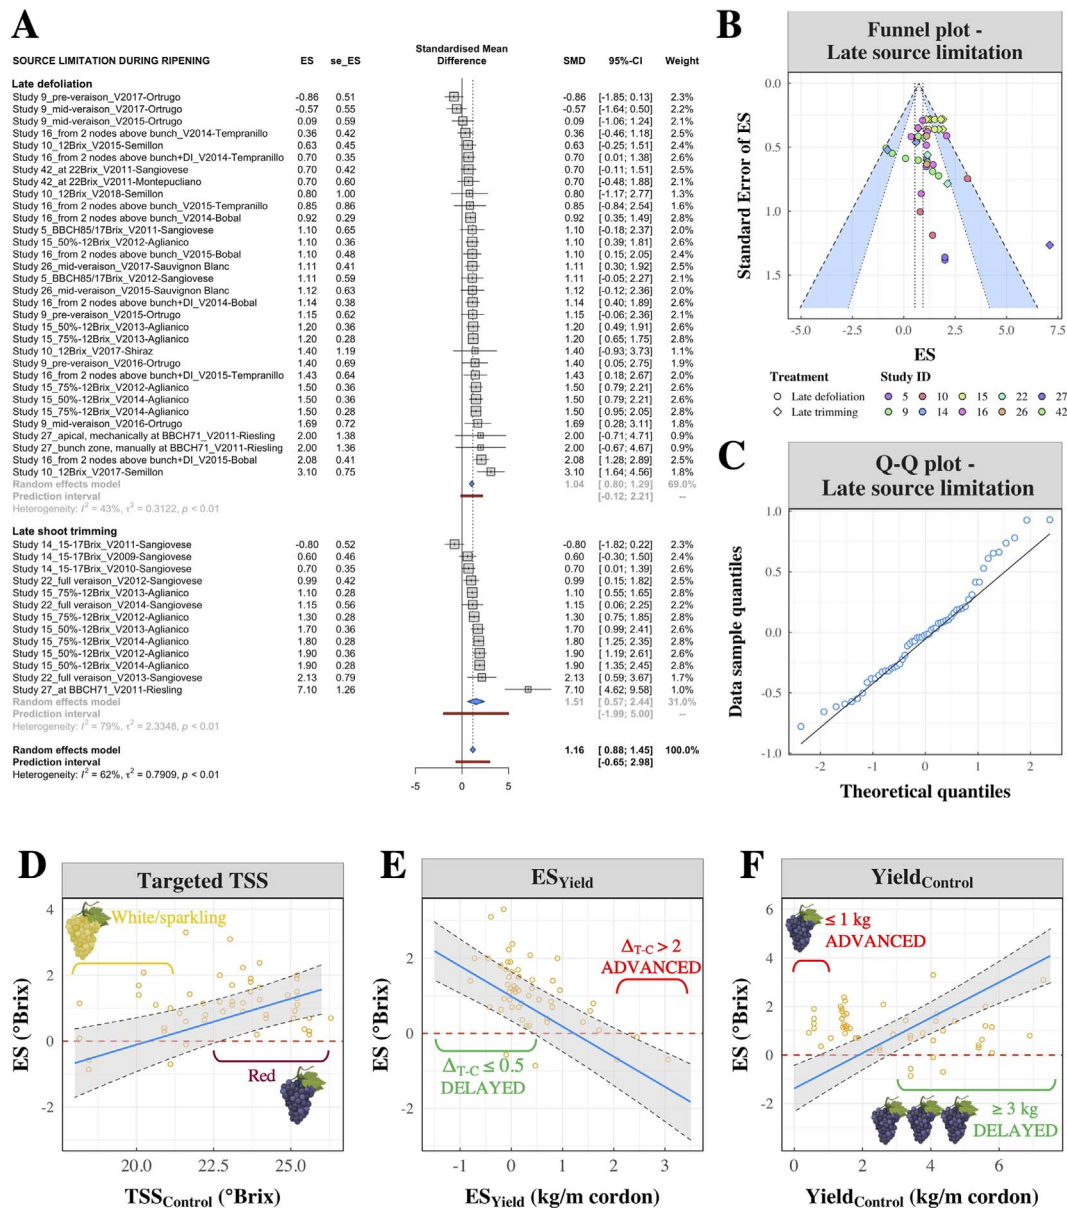 A
Standardised Mean
SOURCE LIMITATION DURING RIPENING ES se_ES Difference SMD 95%-CI Weight
Late defoliation
Study 9_pre-veraison_V2017-Ortrugo -0.86 0.51 -0.86 [-1.85; 0.13] 2.3%
Study 9_mid-veraison_V2017-Ortrugo -0.57 0.55 -0.57 [-1.64; 0.50] 2.2%
Study 9_mid-veraison_V2015-Ortrugo 0.09 0.59 0.09 [-1.06; 1.24] 2.1%
Study 16_from 2 nodes above bunch_V2014-Tempranillo 0.36 0.42 0.36 [-0.46; 1.18] 2.5%
Study 10_12Brix_V2015-Semillon 0.63 0.45 0.63 [-0.25; 1.51] 2.4%
Study 16_from 2 nodes above bunch+DI_V2014-Tempranillo 0.70 0.35 0.70 [ 0.01; 1.38] 2.6%
Study 42_at 22Brix_V2011-Sangiovese 0.70 0.42 0.70 [-0.11; 1.51] 2.5%
Study 42_at 22Brix_V2011-Montepucliano 0.70 0.60 0.70 [-0.48; 1.88] 2.1%
Study 10_12Brix_V2018-Semillon 0.80 1.00 0.80 [-1.17; 2.77] 1.3%
Study 16_from 2 nodes above bunch_V2015-Tempranillo 0.85 0.86 0.85 [-0.84; 2.54] 1.6%
Study 16_from 2 nodes above bunch_V2014-Bobal 0.92 0.29 0.92 [ 0.35; 1.49] 2.8%
Study 5_BBCH85/17Brix_V2011-Sangiovese 1.10 0.65 1.10 [-0.18; 2.37] 2.0%
Study 15_50%-12Brix_V2012-Aglianico 1.10 0.36 1.10 [ 0.39; 1.81] 2.6%
Study 16_from 2 nodes above bunch_V2015-Bobal 1.10 0.48 1.10 [ 0.15; 2.05] 2.4%
Study 26_mid-veraison_V2017-Sauvignon Blanc 1.11 0.41 1.11 [ 0.30; 1.92] 2.5%
Study 5_BBCH85/17Brix_V2012-Sangiovese 1.11 0.59 1.11 [-0.05; 2.27] 2.1%
Study 26_mid-veraison_V2015-Sauvignon Blanc 1.12 0.63 1.12 [-0.12; 2.36] 2.0%
Study 16_from 2 nodes above bunch+DI_V2014-Bobal 1.14 0.38 1.14 [ 0.40; 1.89] 2.6%
Study 9_pre-veraison_V2015-Ortrugo 1.15 0.62 1.15 [-0.06; 2.36] 2.0%
Study 15_50%-12Brix_V2013-Aglianico 1.20 0.36 1.20 [ 0.49; 1.91] 2.6%
Study 15_75%-12Brix_V2013-Aglianico 1.20 0.28 1.20 [ 0.65; 1.75] 2.8%
Study 10_12Brix_V2017-Shiraz 1.40 1.19 1.40 [-0.93; 3.73] 1.1%
Study 9_pre-veraison_V2016-Ortrugo 1.40 0.69 1.40 [ 0.05; 2.75] 1.9%
Study 16_from 2 nodes above bunch+DI_V2015-Tempranillo 1.43 0.64 1.43 [ 0.18; 2.67] 2.0%
Study 15_75%-12Brix_V2012-Aglianico 1.50 0.36 1.50 [ 0.79; 2.21] 2.6%
Study 15_50%-12Brix_V2014-Aglianico 1.50 0.36 1.50 [ 0.79; 2.21] 2.6%
Study 15_75%-12Brix_V2014-Aglianico 1.50 0.28 1.50 [ 0.95; 2.05] 2.8%
Study 9_mid-veraison_V2016-Ortrugo 1.69 0.72 1.69 [ 0.28; 3.11] 1.8%
Study 27_apical, mechanically at BBCH71_V2011-Riesling 2.00 1.38 2.00 [-0.71; 4.71] 0.9%
Study 27_bunch zone, manually at BBCH71_V2011-Riesling 2.00 1.36 2.00 [-0.67; 4.67] 0.9%
Study 16_from 2 nodes above bunch+DI_V2015-Bobal 2.08 0.41 2.08 [ 1.28; 2.89] 2.5%
Study 10_12Brix_V2017-Semillon 3.10 0.75 3.10 [ 1.64; 4.56] 1.8%
Random effects model 1.04 [ 0.80; 1.29] 69.0%
Prediction interval [-0.12; 2.21] --
Heterogeneity: I² = 43%, τ² = 0.3122, p < 0.01
Late shoot trimming
Study 14_15-17Brix_V2011-Sangiovese -0.80 0.52 -0.80 [-1.82; 0.22] 2.3%
Study 14_15-17Brix_V2009-Sangiovese 0.60 0.46 0.60 [-0.30; 1.50] 2.4%
Study 14_15-17Brix_V2010-Sangiovese 0.70 0.35 0.70 [ 0.01; 1.39] 2.6%
Study 22_full veraison_V2012-Sangiovese 0.99 0.42 0.99 [ 0.15; 1.82] 2.5%
Study 15_75%-12Brix_V2013-Aglianico 1.10 0.28 1.10 [ 0.55; 1.65] 2.8%
Study 22_full veraison_V2014-Sangiovese 1.15 0.56 1.15 [ 0.06; 2.25] 2.2%
Study 15_75%-12Brix_V2012-Aglianico 1.30 0.28 1.30 [ 0.75; 1.85] 2.8%
Study 15_50%-12Brix_V2013-Aglianico 1.70 0.36 1.70 [ 0.99; 2.41] 2.6%
Study 15_75%-12Brix_V2014-Aglianico 1.80 0.28 1.80 [ 1.25; 2.35] 2.8%
Study 15_50%-12Brix_V2012-Aglianico 1.90 0.36 1.90 [ 1.19; 2.61] 2.6%
Study 15_50%-12Brix_V2014-Aglianico 1.90 0.28 1.90 [ 1.35; 2.45] 2.8%
Study 22_full veraison_V2013-Sangiovese 2.13 0.79 2.13 [ 0.59; 3.67] 1.7%
Study 27_at BBCH71_V2011-Riesling 7.10 1.26 7.10 [ 4.62; 9.58] 1.0%
Random effects model 1.51 [ 0.57; 2.44] 31.0%
Prediction interval [-1.99; 5.00] --
Heterogeneity: I² = 79%, τ² = 2.3348, p < 0.01
Random effects model 1.16 [ 0.88; 1.45] 100.0%
Prediction interval [-0.65; 2.98]
Heterogeneity: I² = 62%, τ² = 0.7909, p < 0.01
-5 0 5
B
Funnel plot -
Late source limitation
Standard Error of ES
0.0
0.5
1.0
1.5
-5.0 -2.5 0.0 2.5 5.0 7.5
ES
Treatment Study ID
Late defoliation 5 10 15 22 27
Late trimming 9 14 16 26 42
C
Q-Q plot -
Late source limitation
Data sample quantiles
1.0
0.5
0.0
-0.5
-1.0
-2 -1 0 1 2
Theoretical quantiles
D
Targeted TSS
ES (°Brix)
4
2
0
-2
White/sparkling
Red
20.0 22.5 25.0
TSSControl (°Brix)
E
ESYield
ES (°Brix)
2
0
-2
ΔT-C > 2
ADVANCED
ΔT-C ≤ 0.5
DELAYED
-1 0 1 2 3
ESYield (kg/m cordon)
F
YieldControl
ES (°Brix)
6
4
2
0
-2
≤ 1 kg
ADVANCED
≥ 3 kg
DELAYED
0 2 4 6
YieldControl (kg/m cordon)